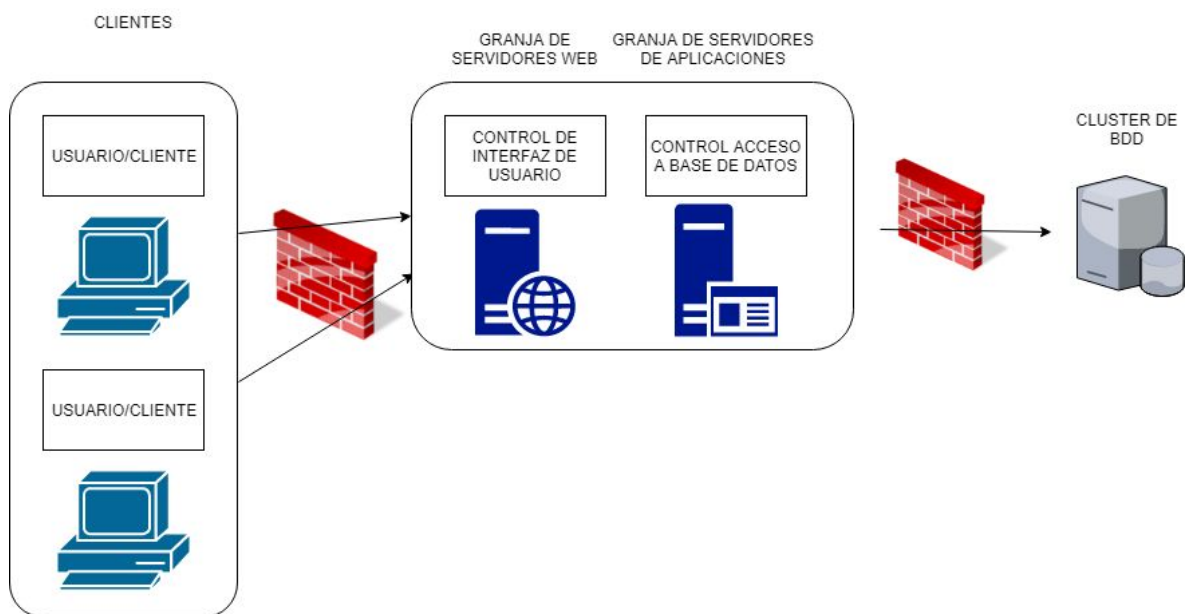 CLIENTES
GRANJA DE
SERVIDORES WEB
GRANJA DE SERVIDORES
DE APLICACIONES
USUARIO/CLIENTE
CONTROL DE
INTERFAZ DE
USUARIO
CONTROL ACCESO
A BASE DE DATOS
CLUSTER DE
BDD
USUARIO/CLIENTE